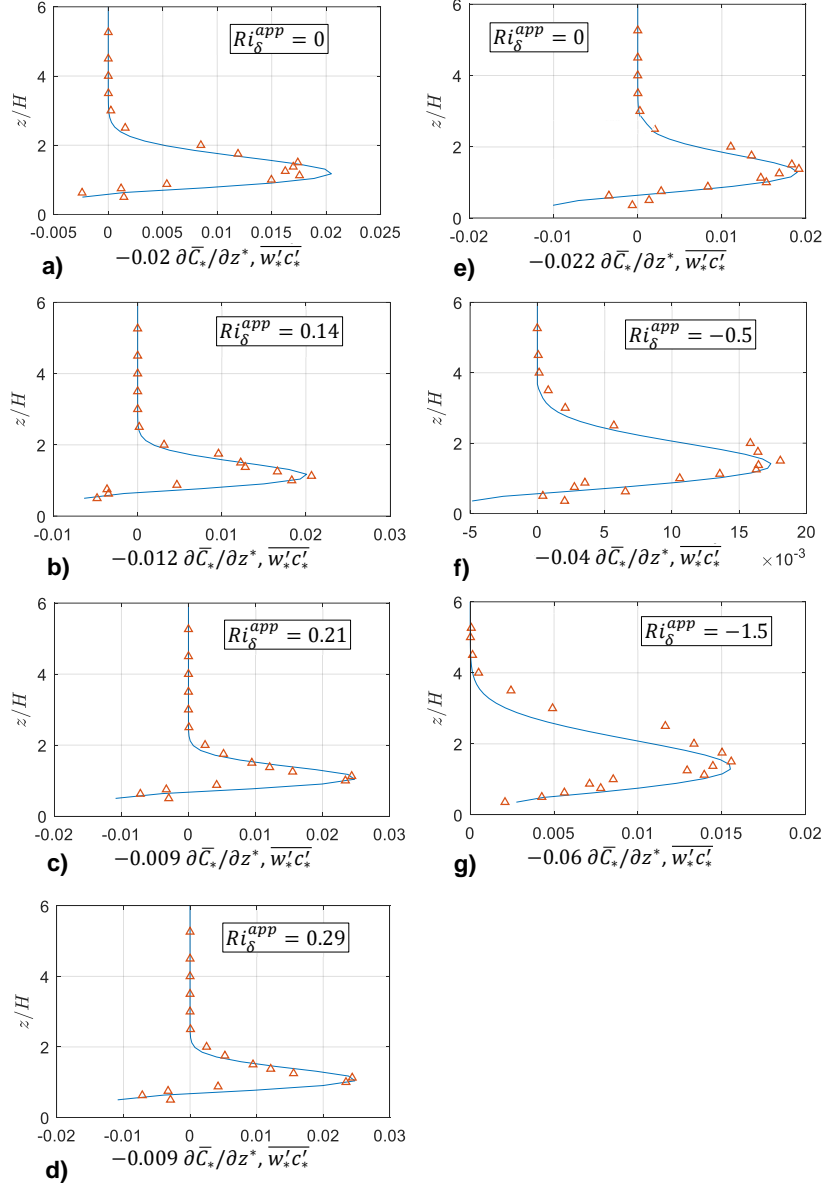 6
4
2
0
z/H
Ri_δ^app = 0
-0.005 0 0.005 0.01 0.015 0.02 0.025
a) −0.02 ∂C̅_*/∂z^*, \overline{w'_*c'_*}
6
4
2
0
z/H
Ri_δ^app = 0.14
-0.01 0 0.01 0.02 0.03
b) −0.012 ∂C̅_*/∂z^*, \overline{w'_*c'_*}
6
4
2
0
z/H
Ri_δ^app = 0.21
-0.02 -0.01 0 0.01 0.02 0.03
c) −0.009 ∂C̅_*/∂z^*, \overline{w'_*c'_*}
6
4
2
0
z/H
Ri_δ^app = 0.29
-0.02 -0.01 0 0.01 0.02 0.03
d) −0.009 ∂C̅_*/∂z^*, \overline{w'_*c'_*}
6
4
2
0
z/H
Ri_δ^app = 0
-0.01 0 0.01 0.02
e) −0.022 ∂C̅_*/∂z^*, \overline{w'_*c'_*}
6
4
2
0
z/H
Ri_δ^app = −0.5
-5 0 5 10 15 20
×10^-3
f) −0.04 ∂C̅_*/∂z^*, \overline{w'_*c'_*}
6
4
2
0
z/H
Ri_δ^app = −1.5
0 0.005 0.01 0.015 0.02
g) −0.06 ∂C̅_*/∂z^*, \overline{w'_*c'_*}